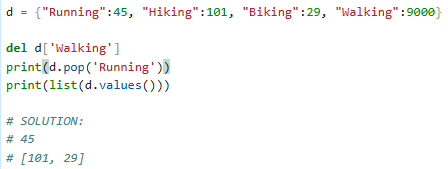 d = {"Running":45, "Hiking":101, "Biking":29, "Walking":9000}
del d['Walking']
print(d.pop('Running'))
print(list(d.values()))
# SOLUTION:
# 45
# [101, 29]